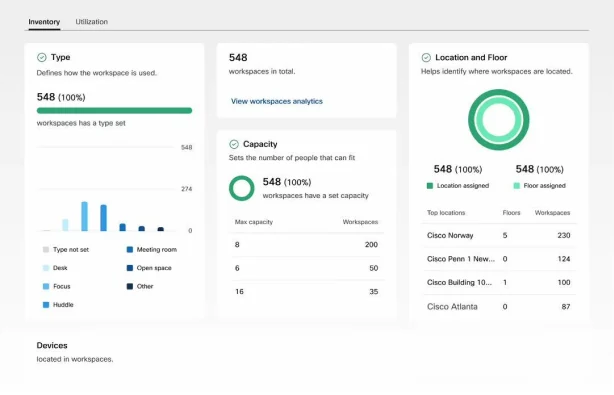 Inventory Utilization
Type
Defines how the workspace is used.
548 (100%)
workspaces has a type set
548
274
0
Type not set
Meeting room
Desk
Open space
Focus
Other
Huddle
548
workspaces in total.
View workspaces analytics
Capacity
Sets the number of people that can fit
548 (100%)
workspaces have a set capacity
Max capacity Workspaces
8 200
6 50
16 35
Location and Floor
Helps identify where workspaces are located.
548 (100%) 548 (100%)
Location assigned Floor assigned
Top locations Floors Workspaces
Cisco Norway 5 230
Cisco Penn 1 New... 0 124
Cisco Building 10... 1 100
Cisco Atlanta 0 87
Devices
located in workspaces.